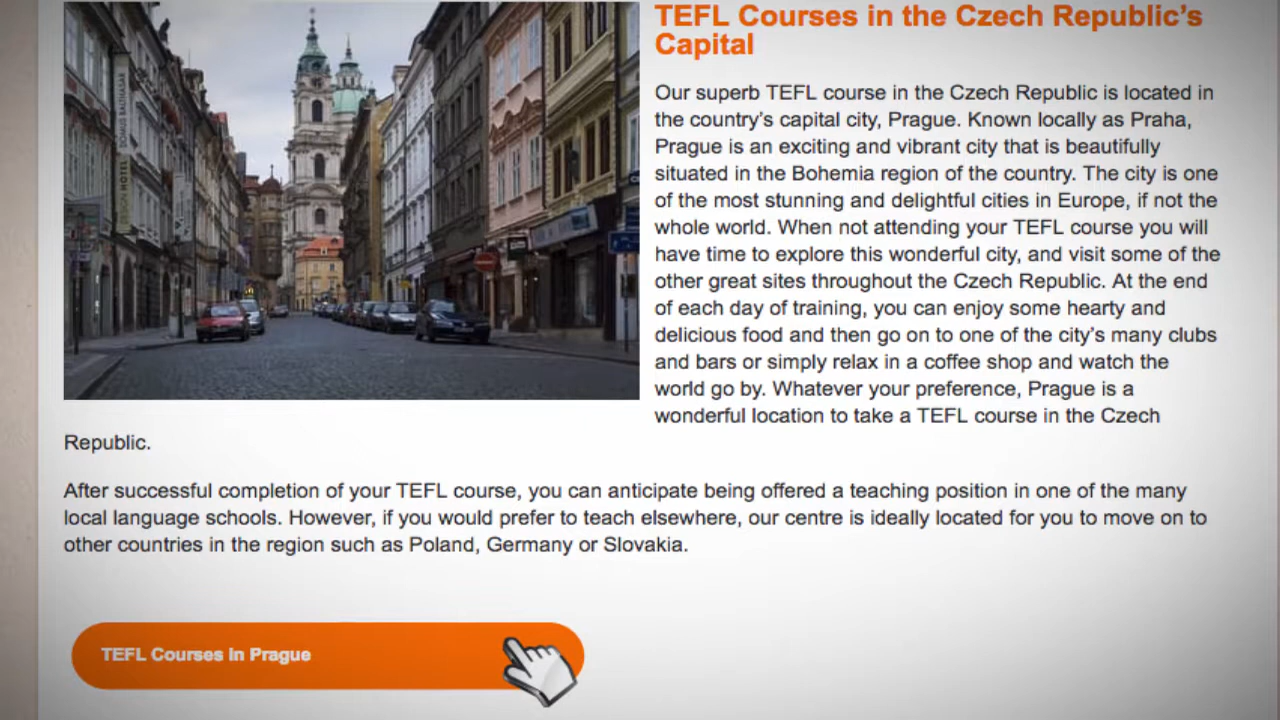 TEFL Courses in the Czech Republic's
Capital
Our superb TEFL course in the Czech Republic is located in
the country's capital city, Prague. Known locally as Praha,
Prague is an exciting and vibrant city that is beautifully
situated in the Bohemia region of the country. The city is one
of the most stunning and delightful cities in Europe, if not the
whole world. When not attending your TEFL course you will
have time to explore this wonderful city, and visit some of the
other great sites throughout the Czech Republic. At the end
of each day of training, you can enjoy some hearty and
delicious food and then go on to one of the city's many clubs
and bars or simply relax in a coffee shop and watch the
world go by. Whatever your preference, Prague is a
wonderful location to take a TEFL course in the Czech
Republic.
After successful completion of your TEFL course, you can anticipate being offered a teaching position in one of the many
local language schools. However, if you would prefer to teach elsewhere, our centre is ideally located for you to move on to
other countries in the region such as Poland, Germany or Slovakia.
TEFL Courses In Prague
DESIGN HOTEL DOMUS BALTHASAR